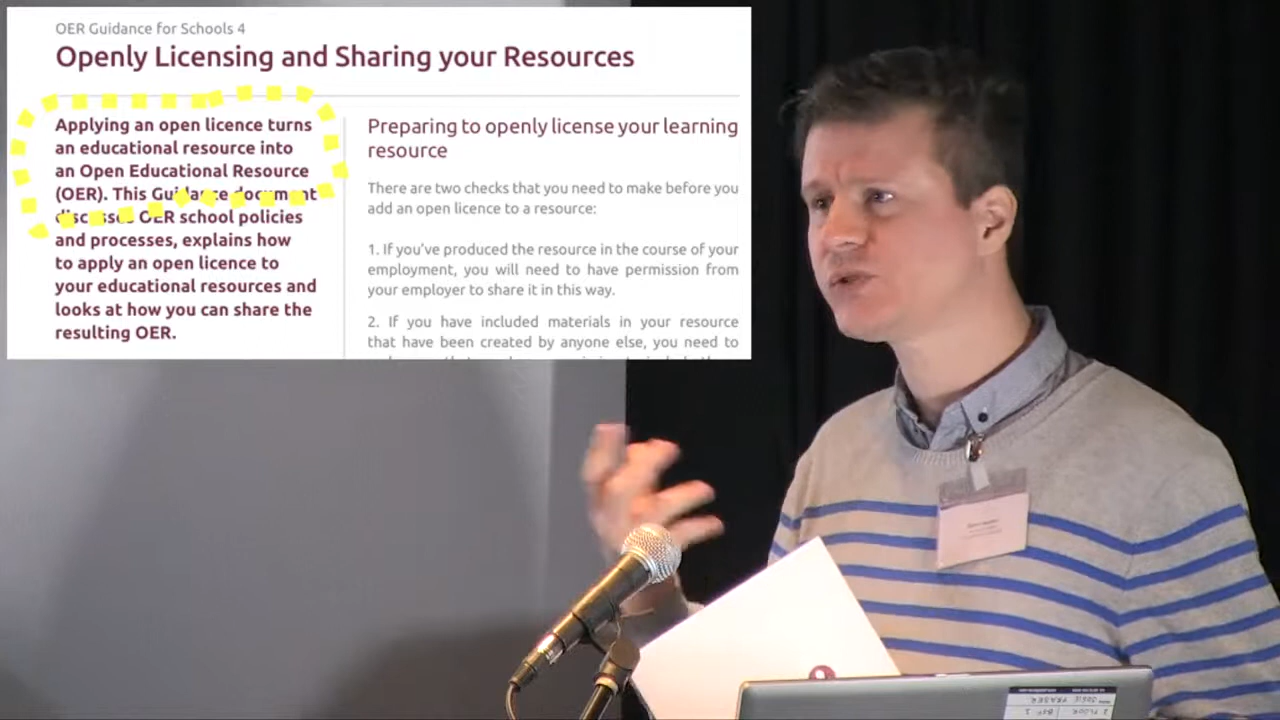 OER Guidance for Schools 4
Openly Licensing and Sharing your Resources
Applying an open licence turns
an educational resource into
an Open Educational Resource
(OER). This Guidance document
discusses OER school policies
and processes, explains how
to apply an open licence to
your educational resources and
looks at how you can share the
resulting OER.
Preparing to openly license your learning
resource
There are two checks that you need to make before you
add an open licence to a resource:
1. If you've produced the resource in the course of your
employment, you will need to have permission from
your employer to share it in this way.
2. If you have included materials in your resource
that have been created by anyone else, you need to
JOSIE
FRASER